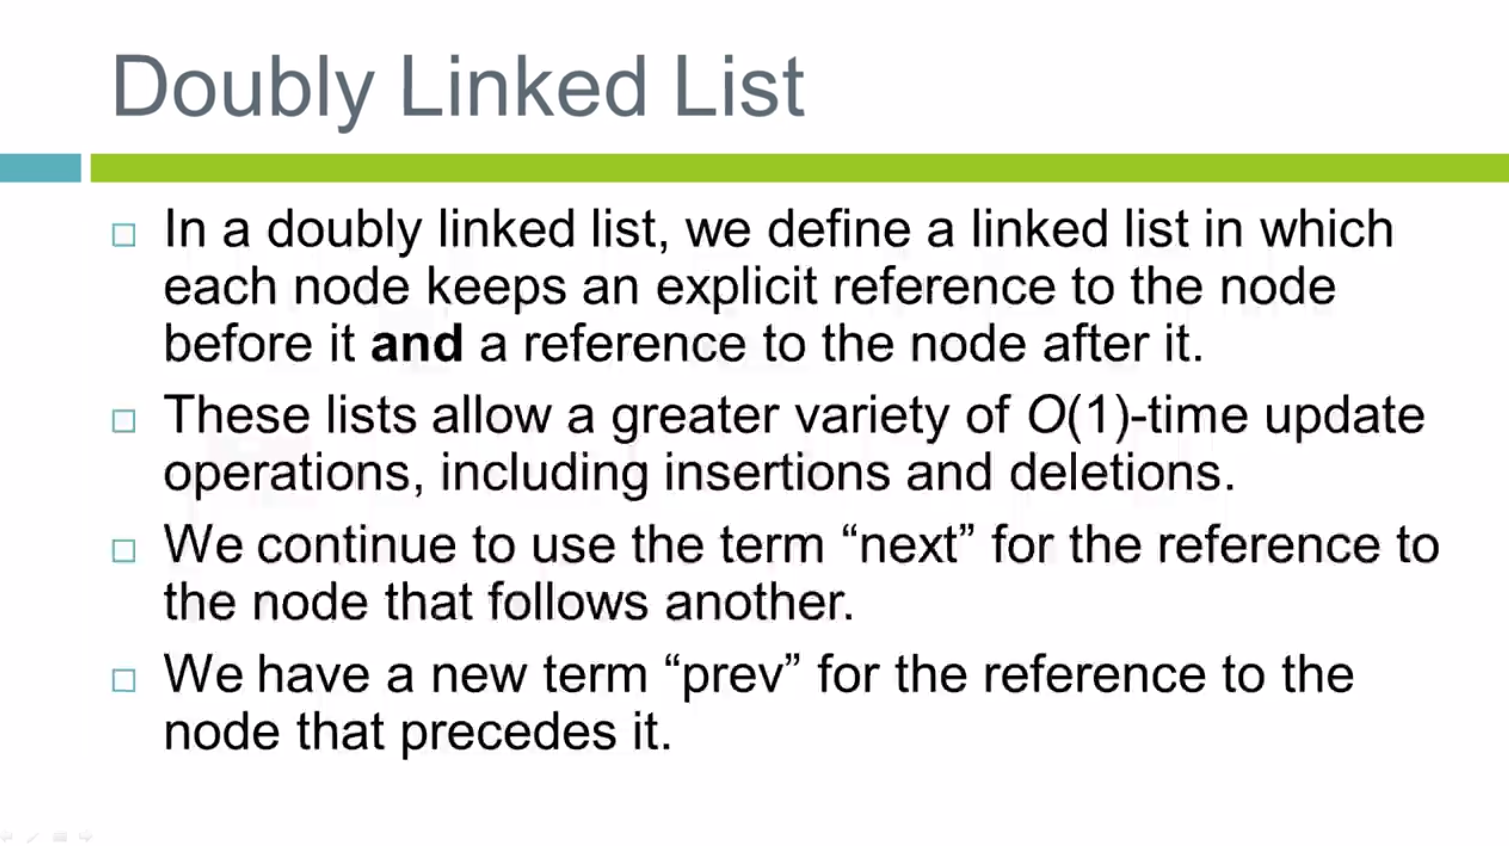 Doubly Linked List
In a doubly linked list, we define a linked list in which
each node keeps an explicit reference to the node
before it and a reference to the node after it.
These lists allow a greater variety of O(1)-time update
operations, including insertions and deletions.
We continue to use the term “next” for the reference to
the node that follows another.
We have a new term “prev” for the reference to the
node that precedes it.